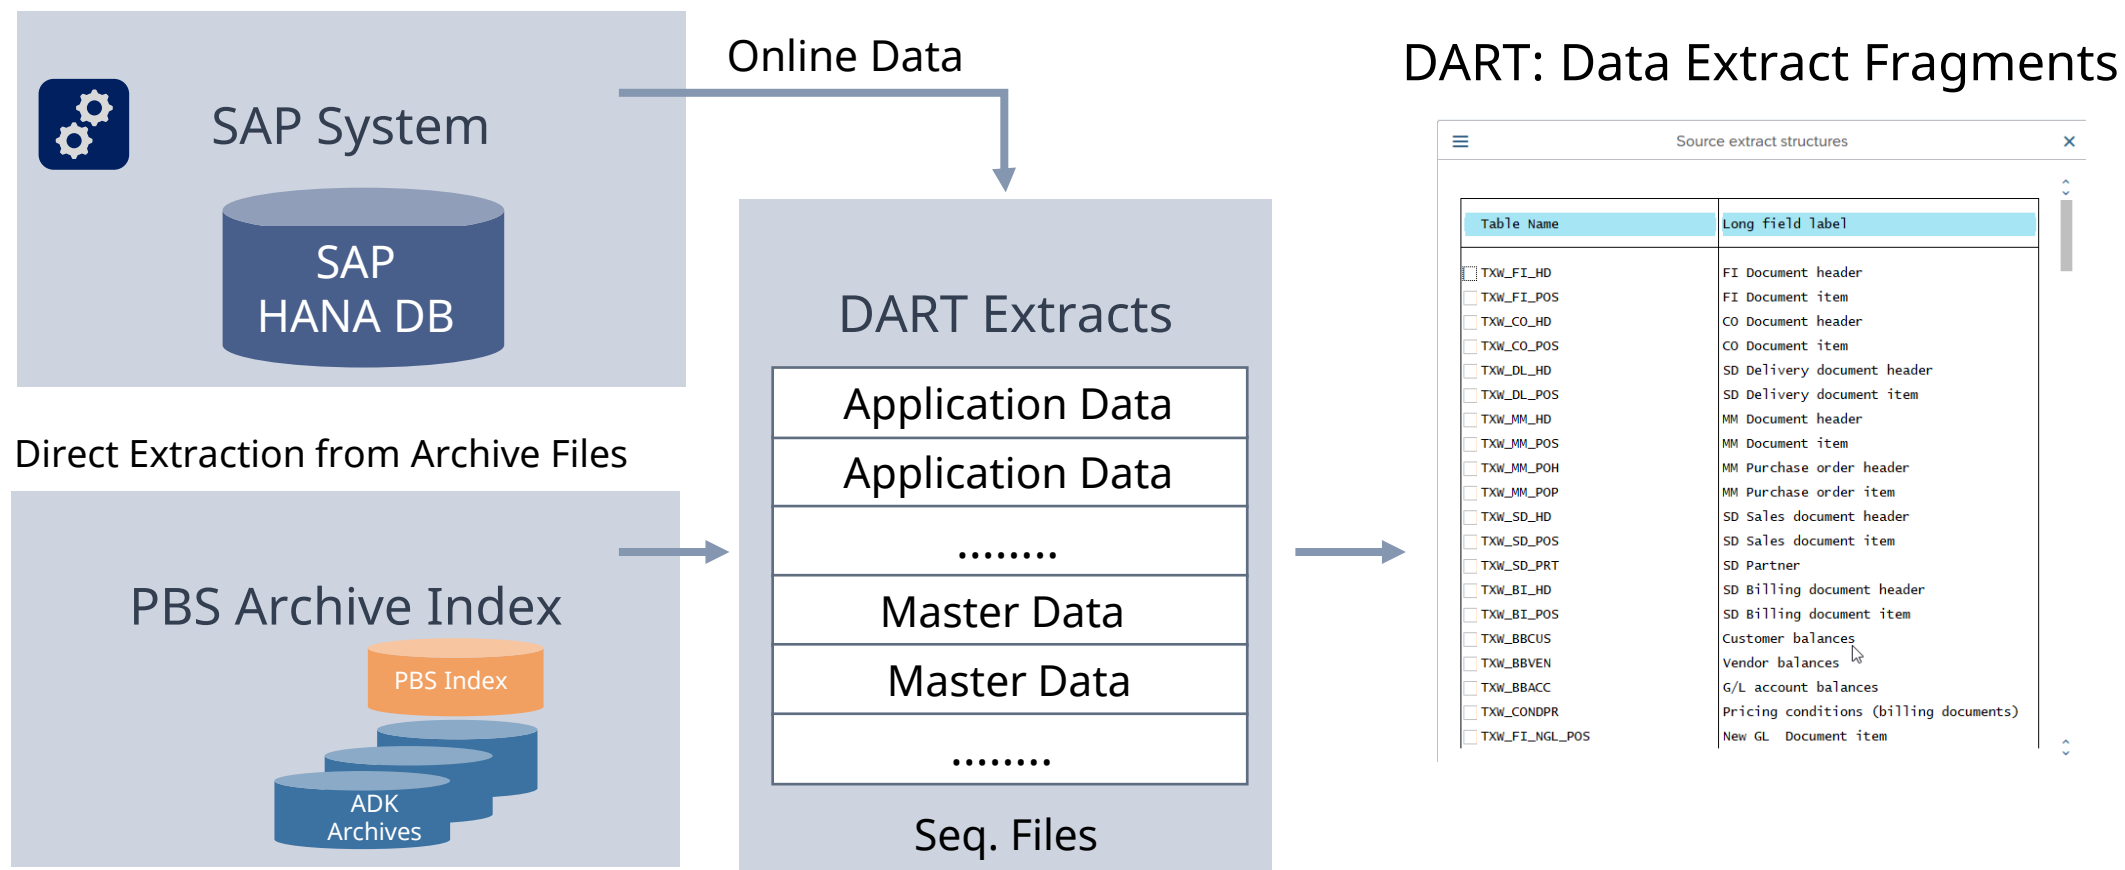 SAP System
SAP
HANA DB
Online Data
Direct Extraction from Archive Files
PBS Archive Index
PBS Index
ADK
Archives
DART Extracts
Application Data
Application Data
........
Master Data
Master Data
........
Seq. Files
DART: Data Extract Fragments
Source extract structures
Table Name Long field label
TXW_FI_HD FI Document header
TXW_FI_POS FI Document item
TXW_CO_HD CO Document header
TXW_CO_POS CO Document item
TXW_DL_HD SD Delivery document header
TXW_DL_POS SD Delivery document item
TXW_MM_HD MM Document header
TXW_MM_POS MM Document item
TXW_MM_POH MM Purchase order header
TXW_MM_POP MM Purchase order item
TXW_SD_HD SD Sales document header
TXW_SD_POS SD Sales document item
TXW_SD_PRT SD Partner
TXW_BI_HD SD Billing document header
TXW_BI_POS SD Billing document item
TXW_BBCUS Customer balances
TXW_BBVEN Vendor balances
TXW_BBACC G/L account balances
TXW_CONDPR Pricing conditions (billing documents)
TXW_FI_NGL_POS New GL  Document item